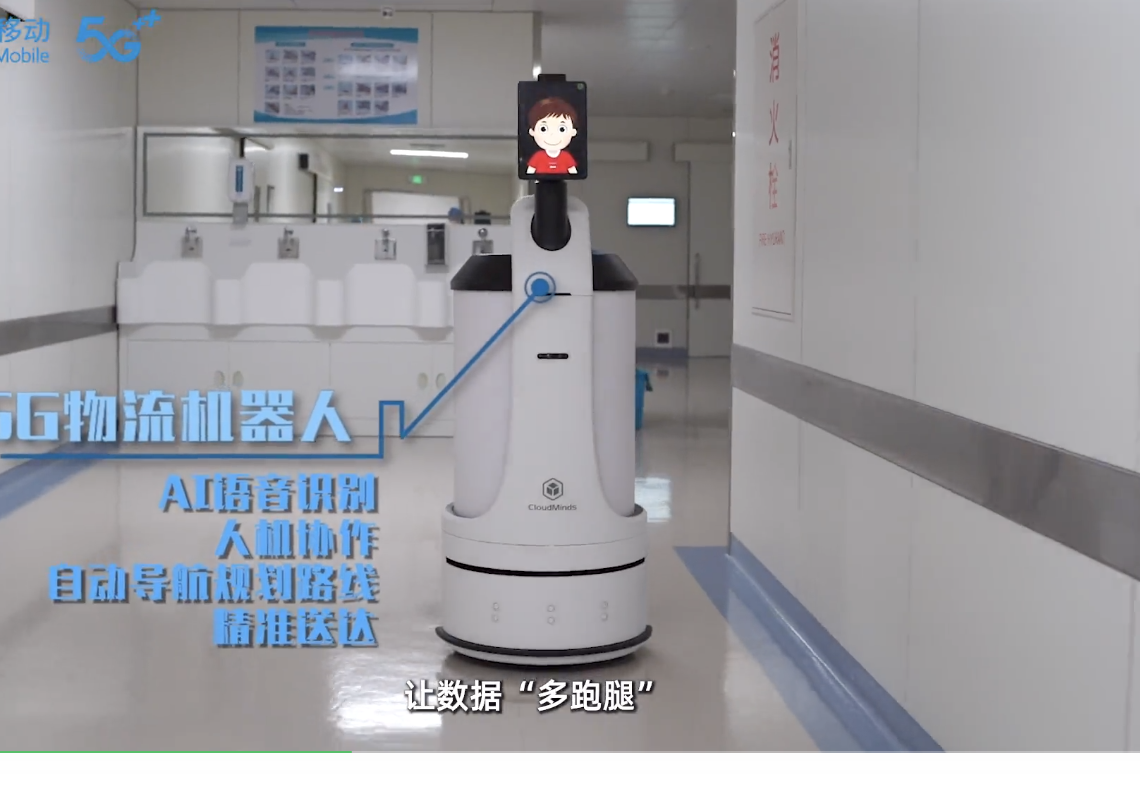 移动
Mobile
5G++
消火栓
FIRE HYDRANT
5G物流机器人
AI语音识别
人机协作
自动导航规划路线
精准送达
CloudMinds
让数据“多跑腿”